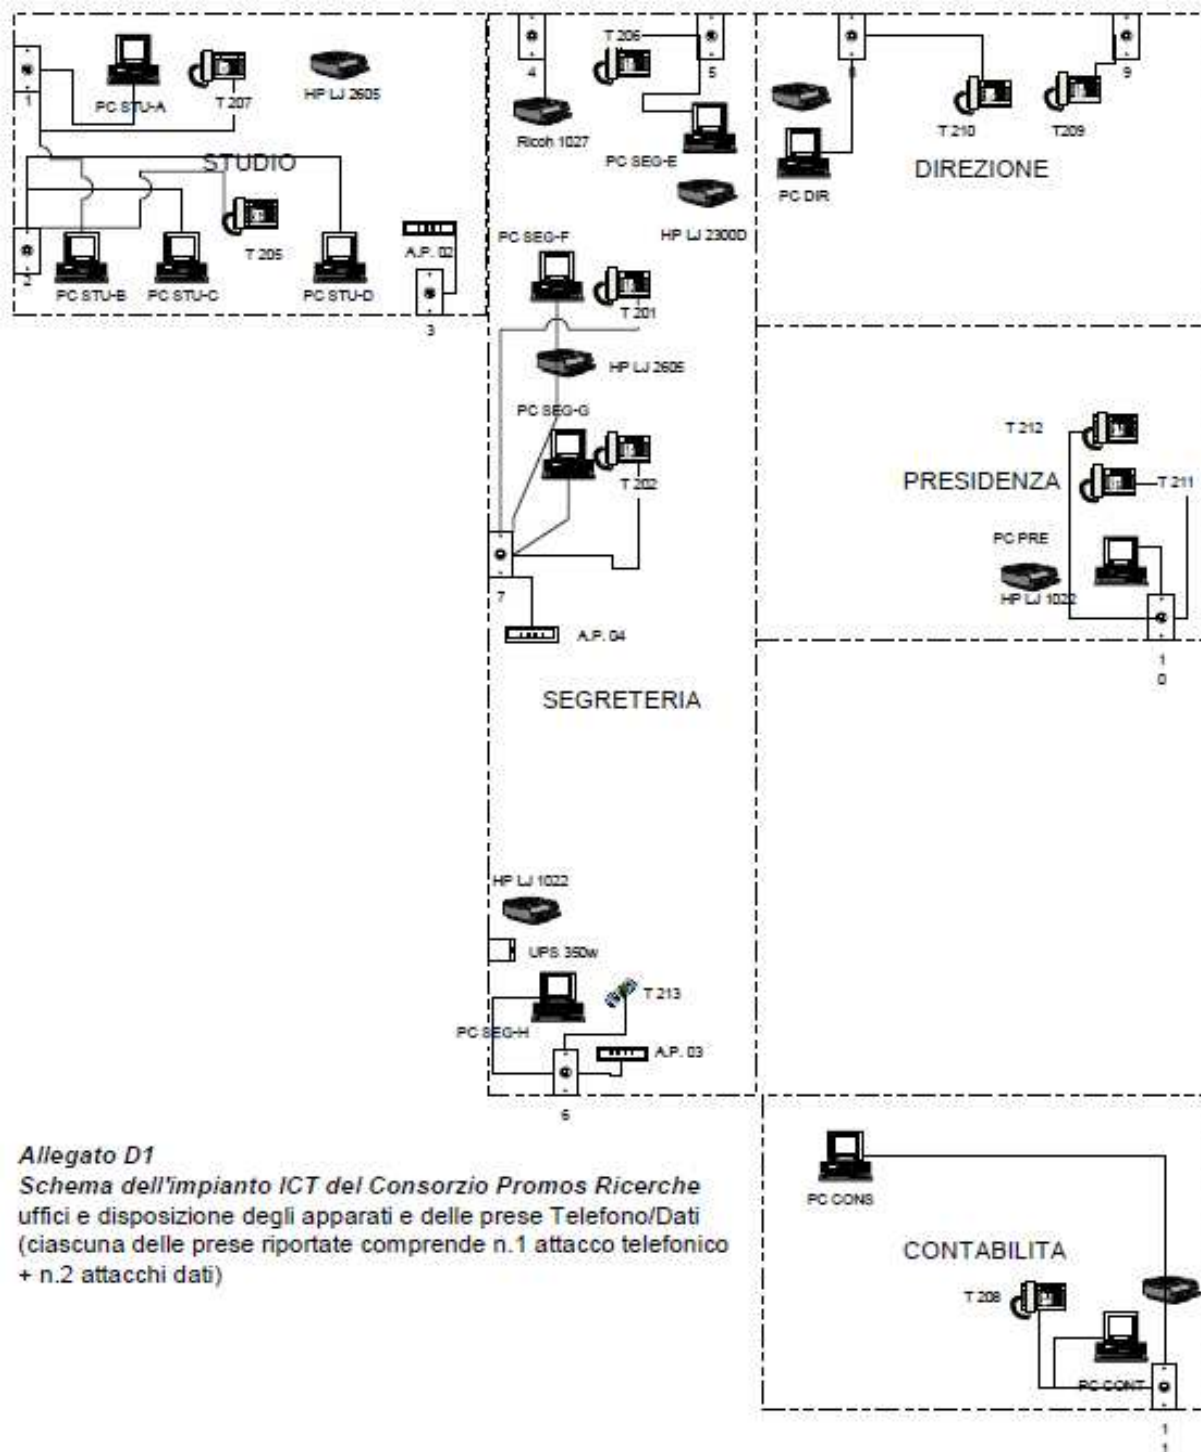 1
PC STU-A
T 207
HP LJ 2605
STUDIO
2
PC STU-B
PC STU-C
T 205
PC STU-D
A.P. 02
3
4
Ricoh 1027
T 206
5
PC SEG-E
HP LJ 2300D
PC SEG-F
T 201
HP LJ 2605
PC SEG-G
T 202
7
A.P. 04
SEGRETERIA
HP LJ 1022
UPS 350w
PC SEG-H
T 213
A.P. 03
6
8
9
T 210
T209
DIREZIONE
PC DIR
T 212
PRESIDENZA
T 211
PC PRE
HP LJ 1022
1
0
PC CONS
CONTABILITA
T 208
PC CONT
1
1
Allegato D1
Schema dell'impianto ICT del Consorzio Promos Ricerche
uffici e disposizione degli apparati e delle prese Telefono/Dati
(ciascuna delle prese riportate comprende n.1 attacco telefonico
+ n.2 attacchi dati)